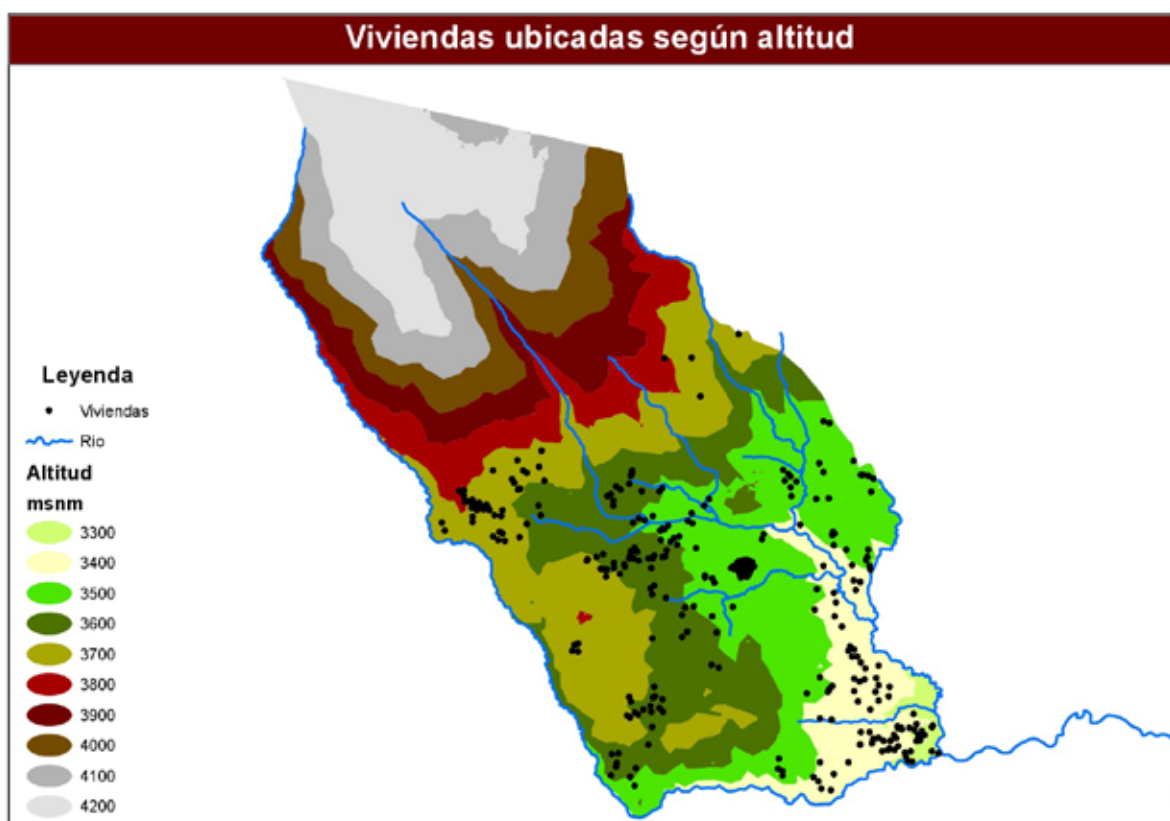 Viviendas ubicadas según altitud
Leyenda
Viviendas
Rio
Altitud
msnm
3300
3400
3500
3600
3700
3800
3900
4000
4100
4200